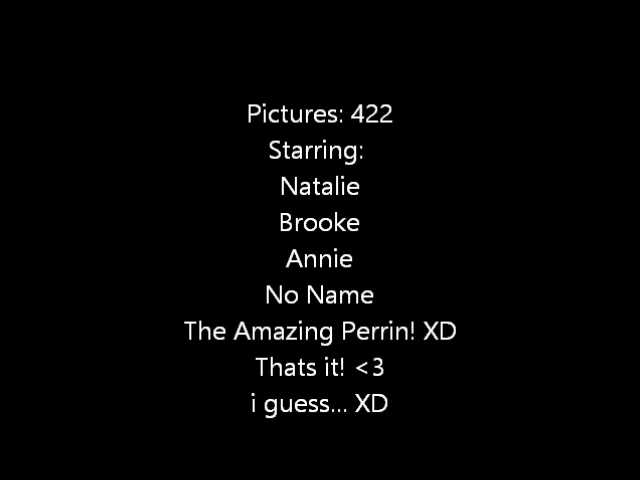 Pictures: 422
Starring:
Natalie
Brooke
Annie
No Name
The Amazing Perrin! XD
Thats it! <3
i guess... XD